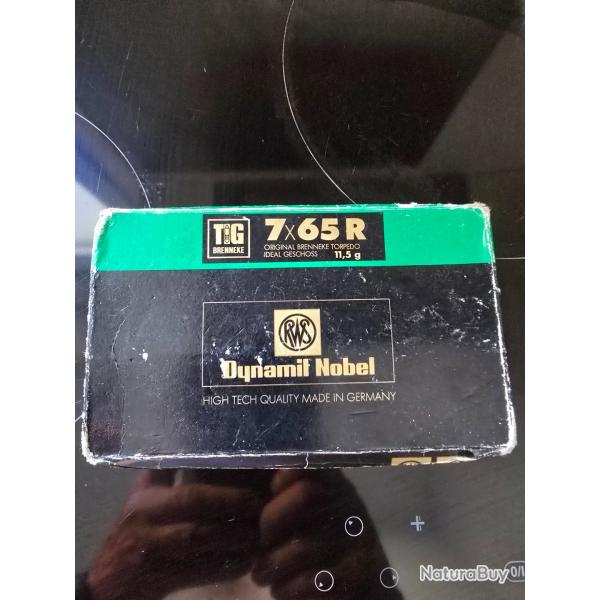 TIG
BRENNEKE
7x65 R
ORIGINAL BRENNEKE TORPEDO
IDEAL GESCHOSS 11,5 g
RWS
Dynamit Nobel
HIGH TECH QUALITY MADE IN GERMANY
NaturaBuy